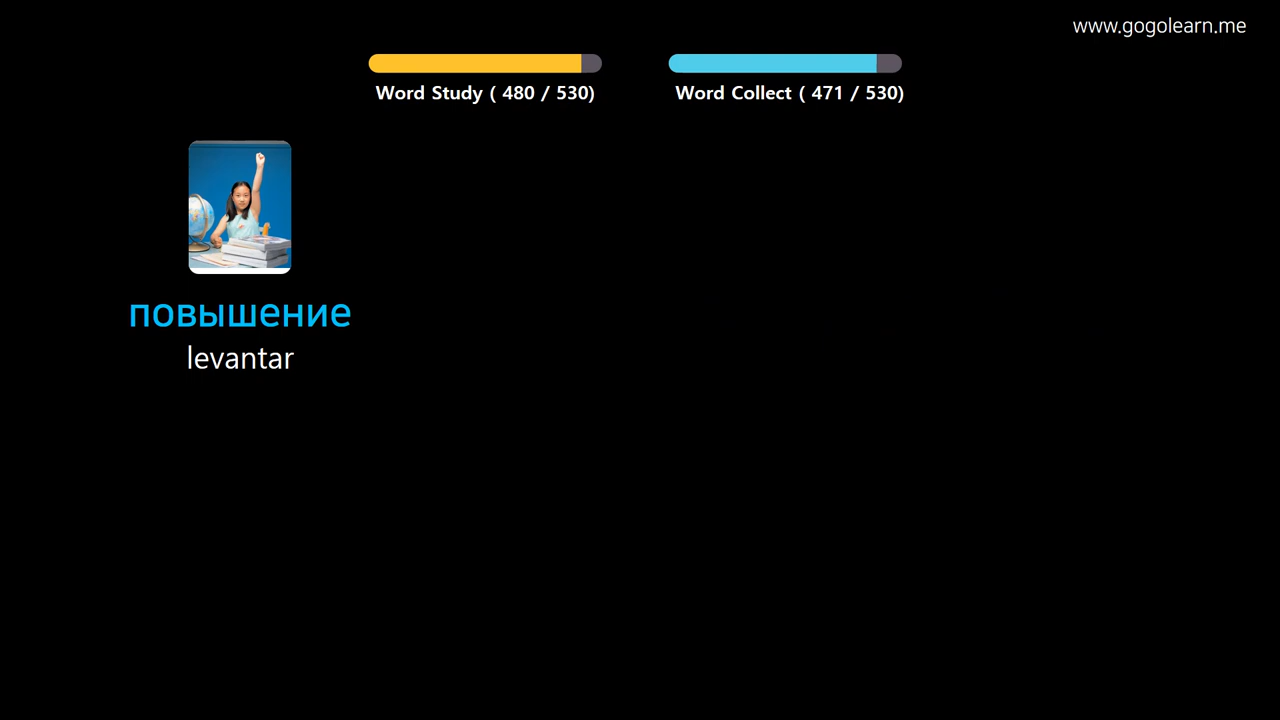 www.gogolearn.me
Word Study ( 480 / 530)
Word Collect ( 471 / 530)
повышение
levantar